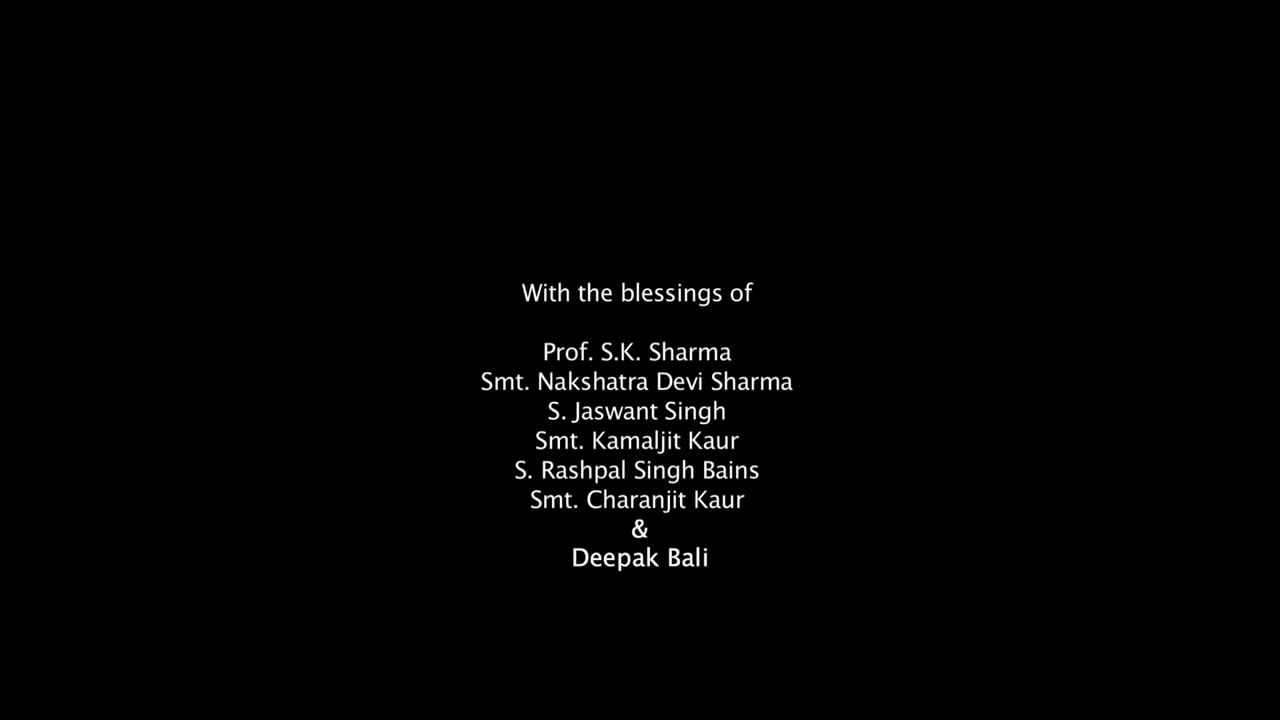 With the blessings of
Prof. S.K. Sharma
Smt. Nakshatra Devi Sharma
S. Jaswant Singh
Smt. Kamaljit Kaur
S. Rashpal Singh Bains
Smt. Charanjit Kaur
&
Deepak Bali